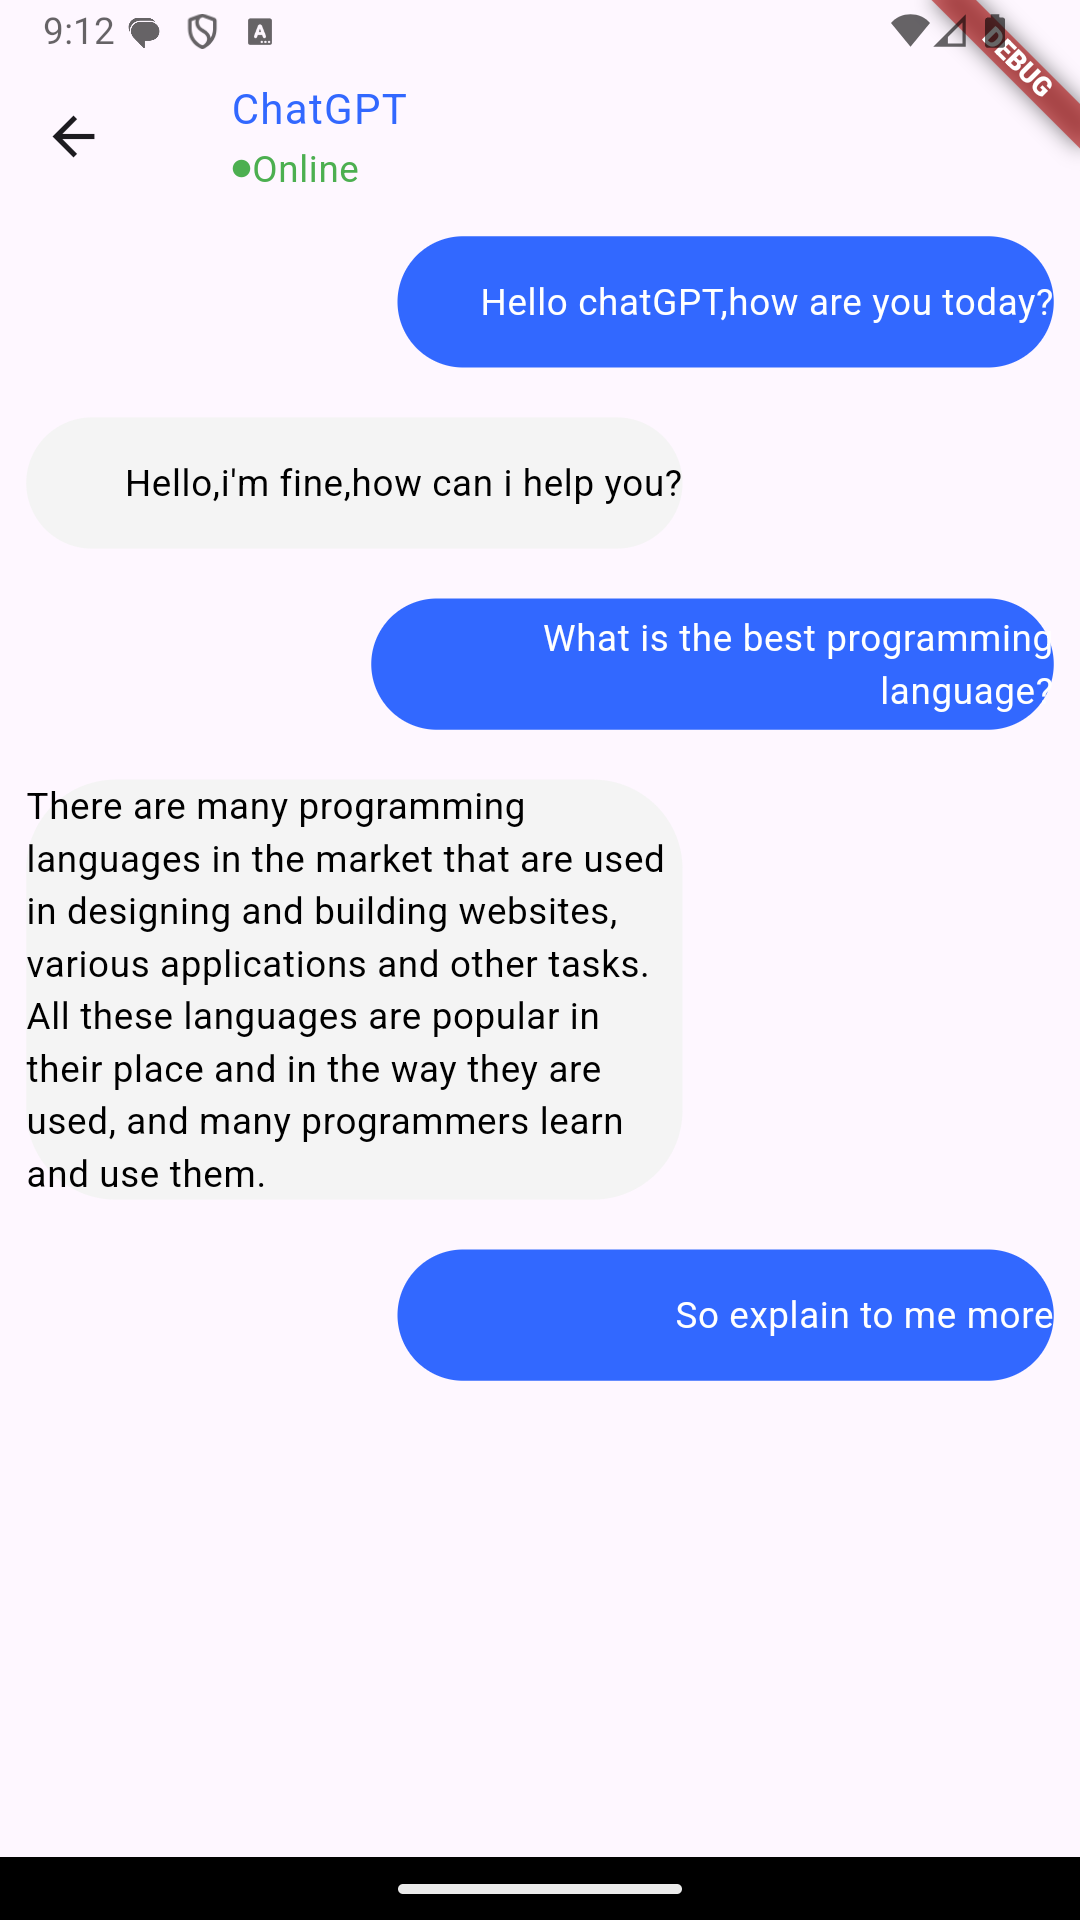 9:12
A
DEBUG
ChatGPT
Online
Hello chatGPT,how are you today?
Hello,i'm fine,how can i help you?
What is the best programming
language?
There are many programming
languages in the market that are used
in designing and building websites,
various applications and other tasks.
All these languages are popular in
their place and in the way they are
used, and many programmers learn
and use them.
So explain to me more